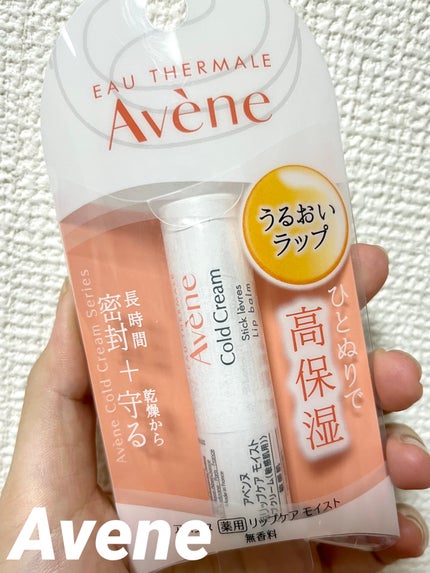 EAU THERMALE
Avène
うるおい
ラップ
ひとぬりで
高保湿
長時間
密封+守る
乾燥から
Avène Cold Cream Series
Avène
Cold Cream
Stick lèvres
Lip balm
アベンヌ
リップケア モイスト
薬用 リップケア モイスト
無香料
Avene